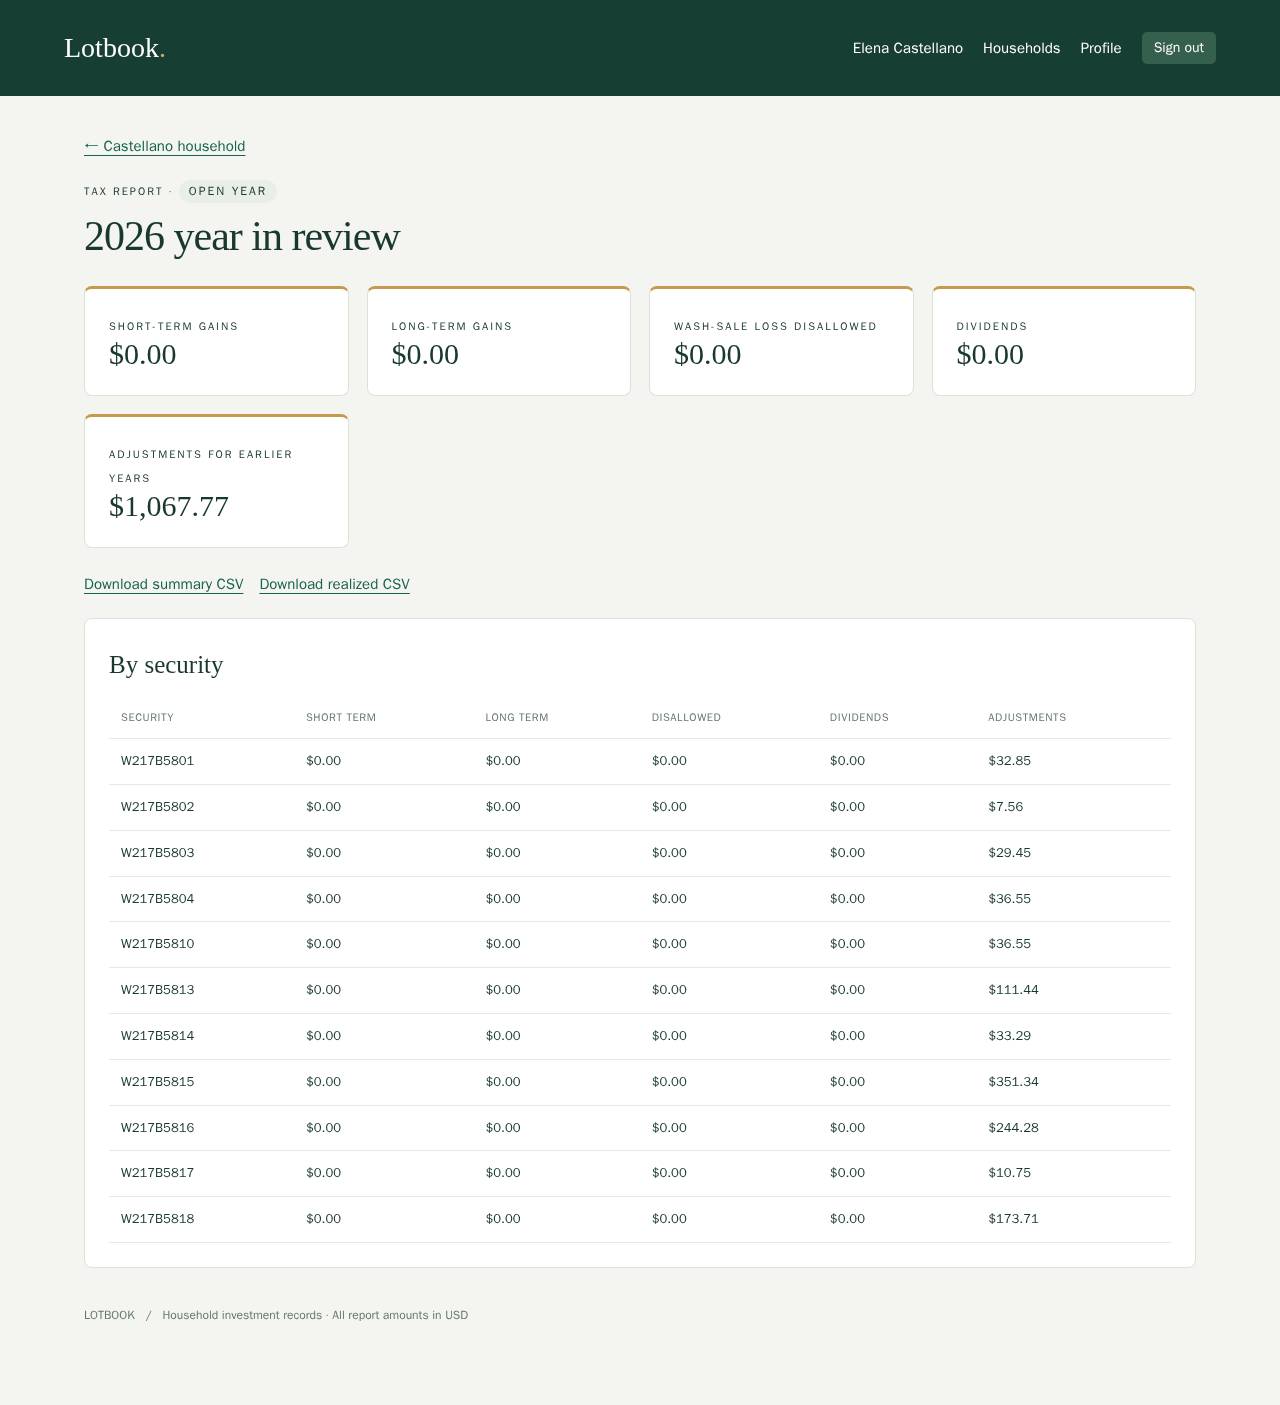 Lotbook.
Elena Castellano Households Profile Sign out
← Castellano household
TAX REPORT · OPEN YEAR
2026 year in review
SHORT-TERM GAINS
$0.00
LONG-TERM GAINS
$0.00
WASH-SALE LOSS DISALLOWED
$0.00
DIVIDENDS
$0.00
ADJUSTMENTS FOR EARLIER
YEARS
$1,067.77
Download summary CSV Download realized CSV
By security
SECURITY SHORT TERM LONG TERM DISALLOWED DIVIDENDS ADJUSTMENTS
W217B5801 $0.00 $0.00 $0.00 $0.00 $32.85
W217B5802 $0.00 $0.00 $0.00 $0.00 $7.56
W217B5803 $0.00 $0.00 $0.00 $0.00 $29.45
W217B5804 $0.00 $0.00 $0.00 $0.00 $36.55
W217B5810 $0.00 $0.00 $0.00 $0.00 $36.55
W217B5813 $0.00 $0.00 $0.00 $0.00 $111.44
W217B5814 $0.00 $0.00 $0.00 $0.00 $33.29
W217B5815 $0.00 $0.00 $0.00 $0.00 $351.34
W217B5816 $0.00 $0.00 $0.00 $0.00 $244.28
W217B5817 $0.00 $0.00 $0.00 $0.00 $10.75
W217B5818 $0.00 $0.00 $0.00 $0.00 $173.71
LOTBOOK / Household investment records · All report amounts in USD